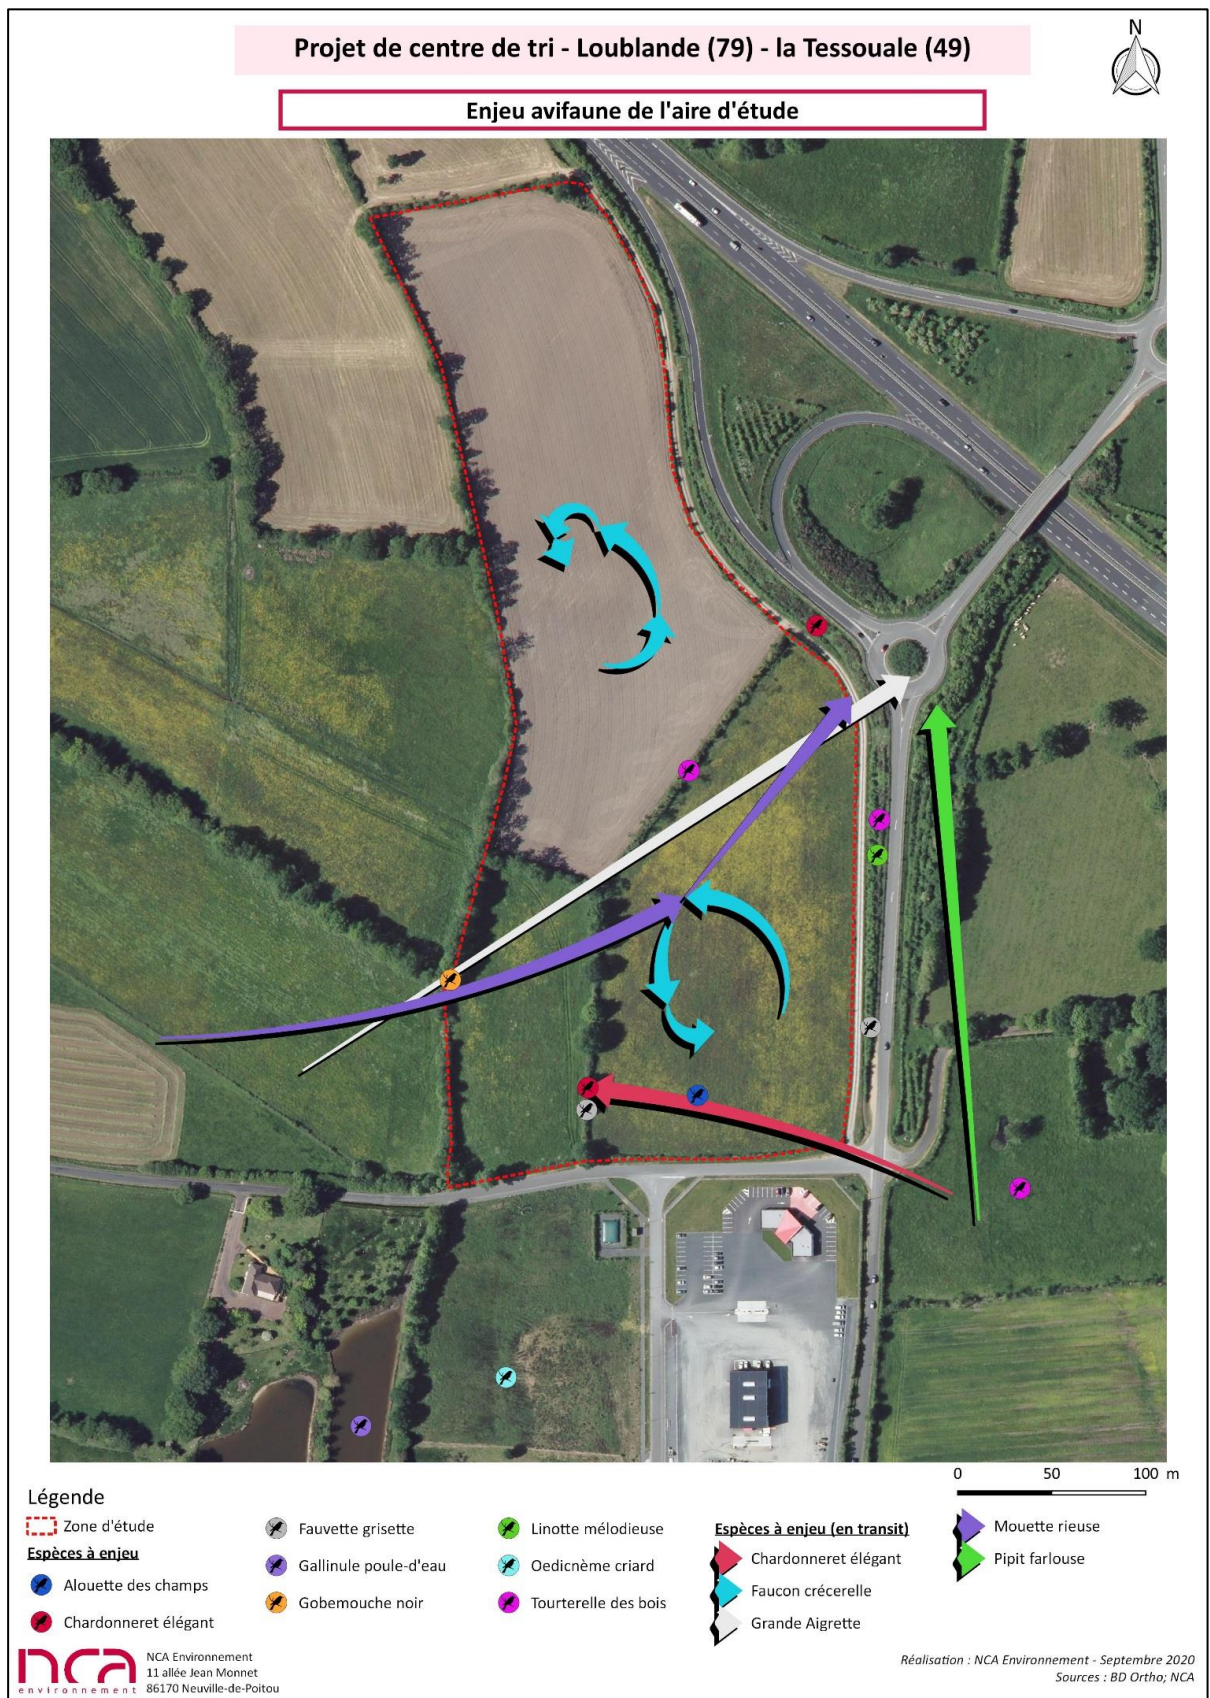 N
Projet de centre de tri - Loublande (79) - la Tessouale (49)
Enjeu avifaune de l'aire d'étude
0 50 100 m
Légende
Zone d'étude
Espèces à enjeu
Alouette des champs
Chardonneret élégant
Fauvette grisette
Gallinule poule-d'eau
Gobemouche noir
Linotte mélodieuse
Oedicnème criard
Tourterelle des bois
Espèces à enjeu (en transit)
Chardonneret élégant
Faucon crécerelle
Grande Aigrette
Mouette rieuse
Pipit farlouse
nca
environnement
NCA Environnement
11 allée Jean Monnet
86170 Neuville-de-Poitou
Réalisation : NCA Environnement - Septembre 2020
Sources : BD Ortho; NCA